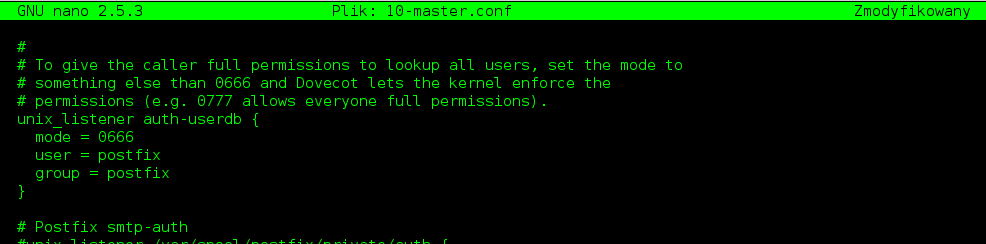 GNU nano 2.5.3 Plik: 10-master.conf Zmodyfikowany
#
# To give the caller full permissions to lookup all users, set the mode to
# something else than 0666 and Dovecot lets the kernel enforce the
# permissions (e.g. 0777 allows everyone full permissions).
unix_listener auth-userdb {
  mode = 0666
  user = postfix
  group = postfix
}
# Postfix smtp-auth
#unix_listener /var/spool/postfix/private/auth {